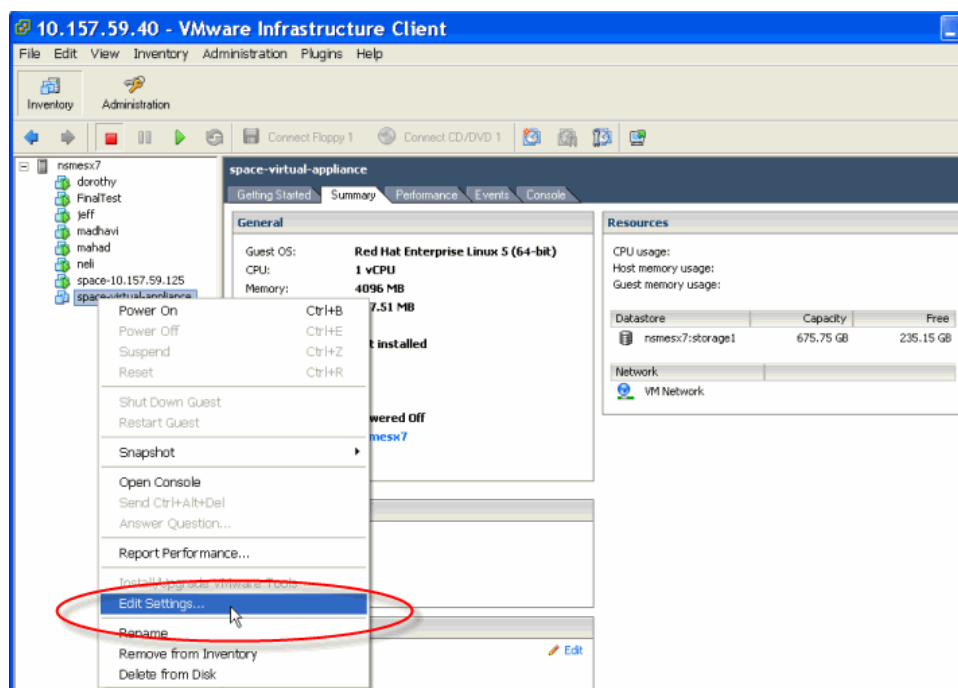 10.157.59.40 - VMware Infrastructure Client
File Edit View Inventory Administration Plugins Help
Inventory Administration
Connect Floppy 1 Connect CD/DVD 1
nsmesx7
dorothy
FinalTest
jeff
madhavi
mahad
neli
space-10.157.59.125
space-virtual-appliance
space-virtual-appliance
Getting Started Summary Performance Events Console
General
Guest OS: Red Hat Enterprise Linux 5 (64-bit)
CPU: 1 vCPU
Memory: 4096 MB
7.51 MB
t installed
wered Off
mesx7
Edit
Resources
CPU usage:
Host memory usage:
Guest memory usage:
Datastore Capacity Free
nsmesx7:storage1 675.75 GB 235.15 GB
Network
VM Network
Power On Ctrl+B
Power Off Ctrl+E
Suspend Ctrl+Z
Reset Ctrl+R
Shut Down Guest
Restart Guest
Snapshot
Open Console
Send Ctrl+Alt+Del
Answer Question...
Report Performance...
Install/Upgrade VMware Tools
Edit Settings...
Rename
Remove from Inventory
Delete from Disk